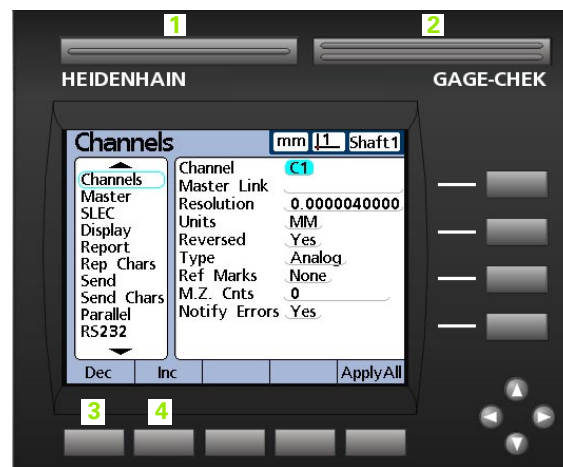 1 2
HEIDENHAIN GAGE-CHEK
Channels mm 1 Shaft1
Channels
Master
SLEC
Display
Report
Rep Chars
Send
Send Chars
Parallel
RS232
Channel C1
Master Link
Resolution 0.0000040000
Units MM
Reversed Yes
Type Analog
Ref Marks None
M.Z. Cnts 0
Notify Errors Yes
Dec Inc ApplyAll
3 4